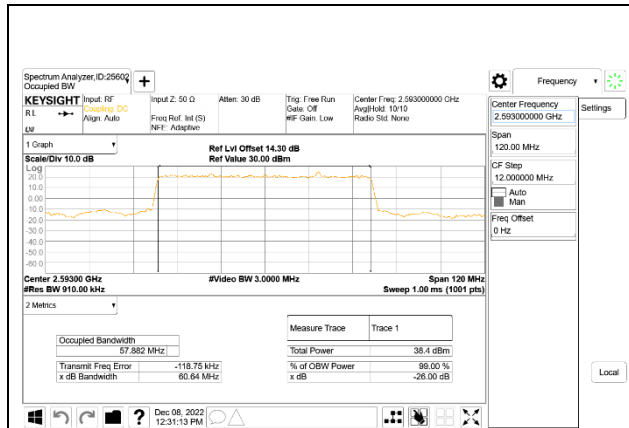 Spectrum Analyzer,ID:25602
Occupied BW
+
Frequency
KEYSIGHT
RL
Input: RF
Coupling: DC
Align: Auto
Input Z: 50 Ω
Freq Ref: Int (S)
NFE: Adaptive
Atten: 30 dB
Trig: Free Run
Gate: Off
#IF Gain: Low
Center Freq: 2.593000000 GHz
Avg|Hold: 10/10
Radio Std: None
Center Frequency
2.593000000 GHz
Settings
Span
120.00 MHz
CF Step
12.000000 MHz
Auto
Man
Freq Offset
0 Hz
1 Graph
Scale/Div 10.0 dB
Ref Lvl Offset 14.30 dB
Ref Value 30.00 dBm
Log
20.0
10.0
0.00
-10.0
-20.0
-30.0
-40.0
-50.0
-60.0
Center 2.59300 GHz
#Video BW 3.0000 MHz
Span 120 MHz
#Res BW 910.00 kHz
Sweep 1.00 ms (1001 pts)
2 Metrics
Measure Trace Trace 1
Occupied Bandwidth
57.882 MHz
Total Power 38.4 dBm
Transmit Freq Error -118.75 kHz
% of OBW Power 99.00 %
x dB Bandwidth 60.64 MHz
x dB -26.00 dB
Local
?
Dec 08, 2022
12:31:13 PM